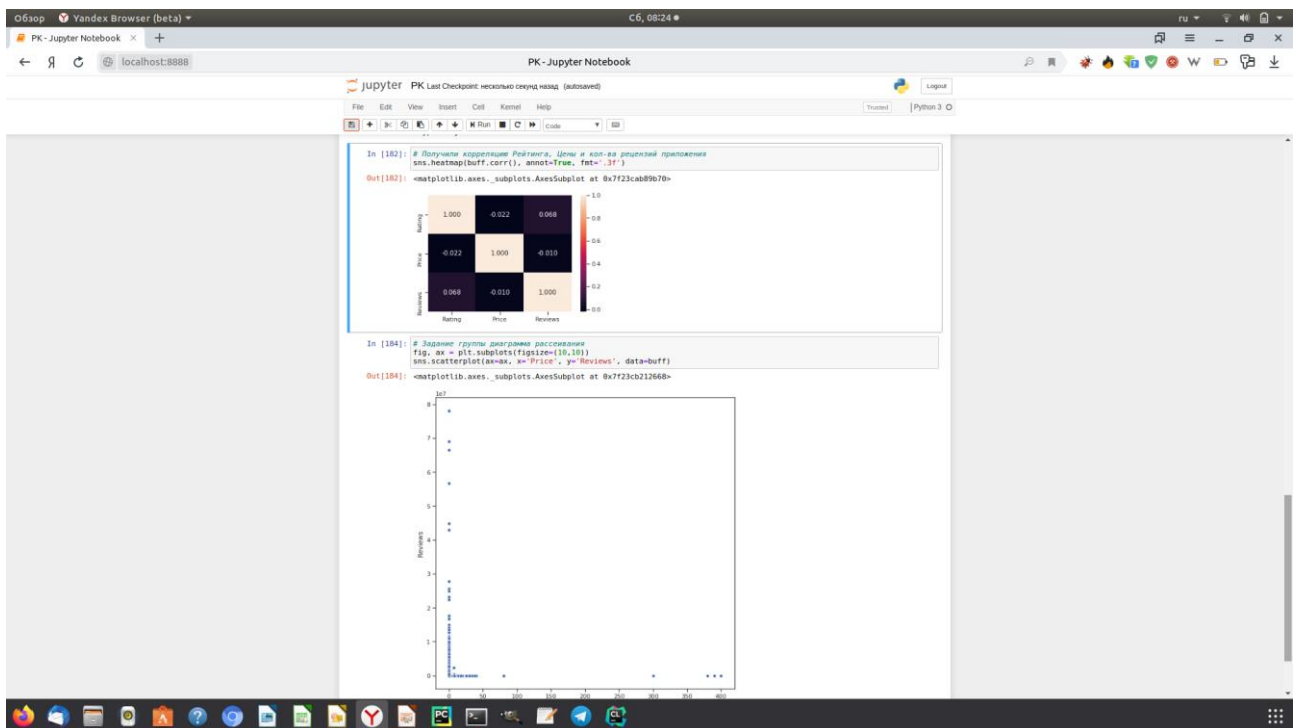 Обзор Yandex Browser (beta) Сб, 08:24 ru
PK - Jupyter Notebook
Я localhost:8888 PK - Jupyter Notebook
jupyter PK Last Checkpoint: несколько секунд назад (autosaved) Logout
File Edit View Insert Cell Kernel Help Trusted Python 3
Run Code
In [182]: # Получили корреляцию Рейтинга, Цены и кол-ва рецензий приложения
sns.heatmap(buff.corr(), annot=True, fmt='.3f')
Out[182]: <matplotlib.axes._subplots.AxesSubplot at 0x7f23cab89b70>
1.0
Rating 1.000 -0.022 0.068
0.8
0.6
Price -0.022 1.000 -0.010
0.4
Reviews 0.068 -0.010 1.000
0.2
0.0
Rating Price Reviews
In [184]: # Задание группы диаграмма рассеивания
fig, ax = plt.subplots(figsize=(10,10))
sns.scatterplot(ax=ax, x='Price', y='Reviews', data=buff)
Out[184]: <matplotlib.axes._subplots.AxesSubplot at 0x7f23cb212668>
1e7
8
7
6
5
Reviews
4
3
2
1
0
0 50 100 150 200 250 300 350 400